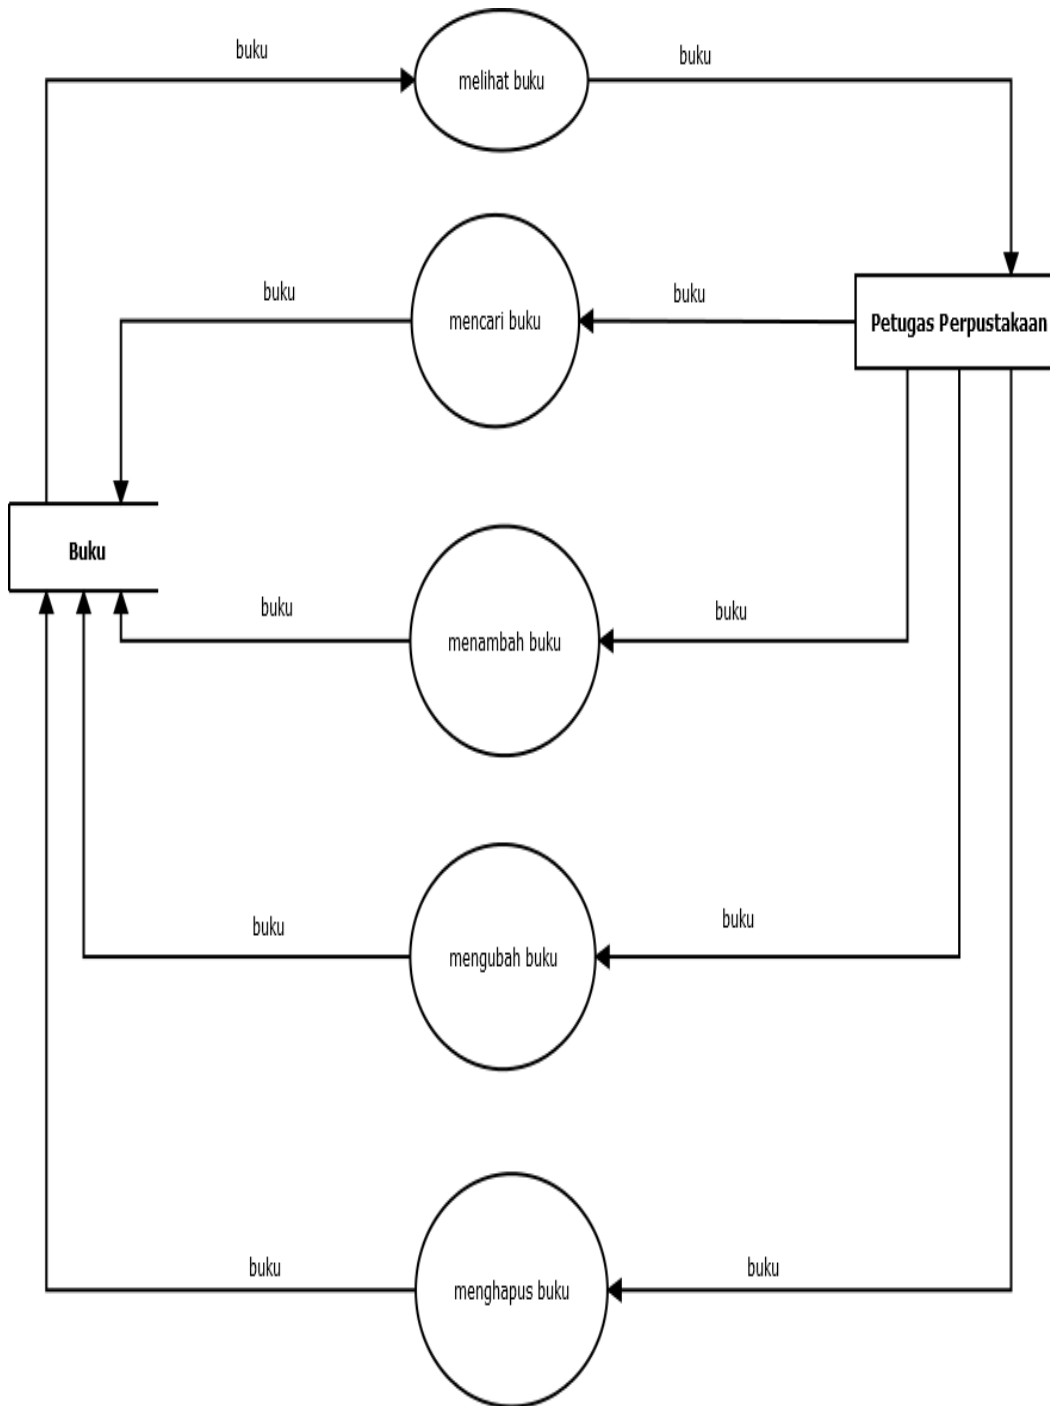 buku
buku
melihat buku
buku
buku
mencari buku
Petugas Perpustakaan
Buku
buku
buku
menambah buku
buku
buku
mengubah buku
buku
buku
menghapus buku